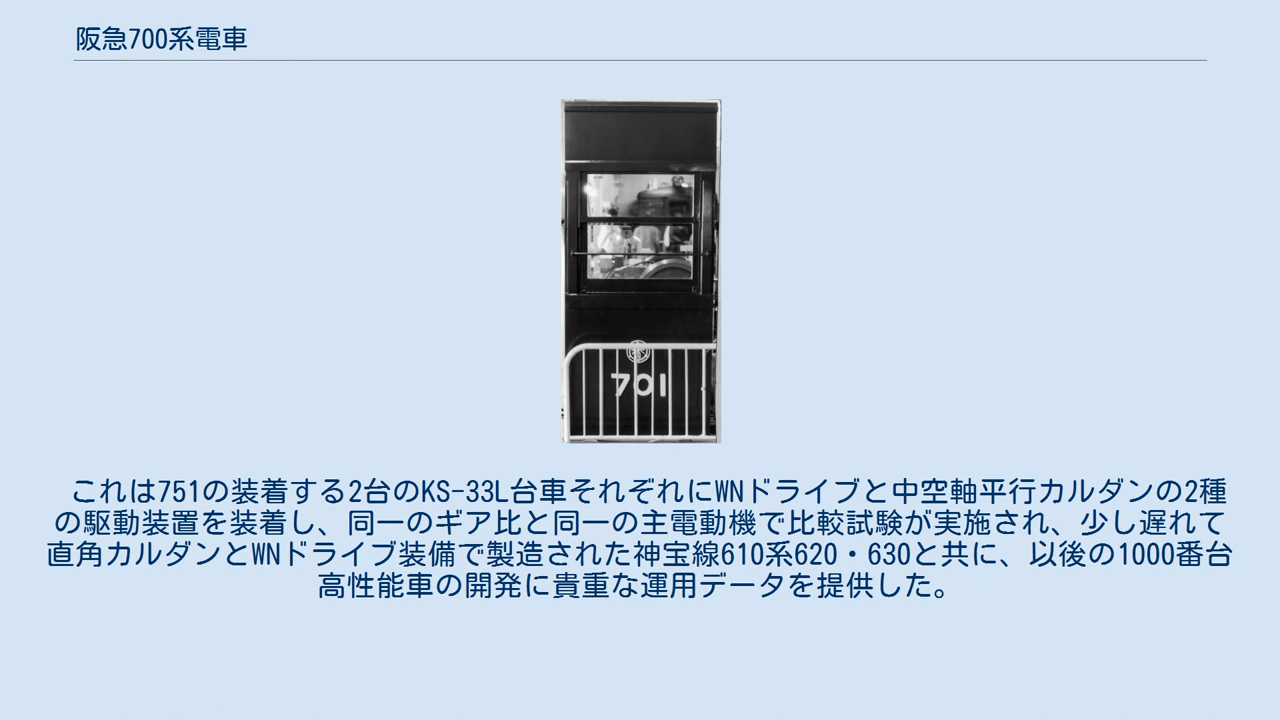 阪急700系電車
701
これは751の装着する2台のKS-33L台車それぞれにWNドライブと中空軸平行カルダンの2種
の駆動装置を装着し、同一のギア比と同一の主電動機で比較試験が実施され、少し遅れて
直角カルダンとWNドライブ装備で製造された神宝線610系620・630と共に、以後の1000番台
高性能車の開発に貴重な運用データを提供した。